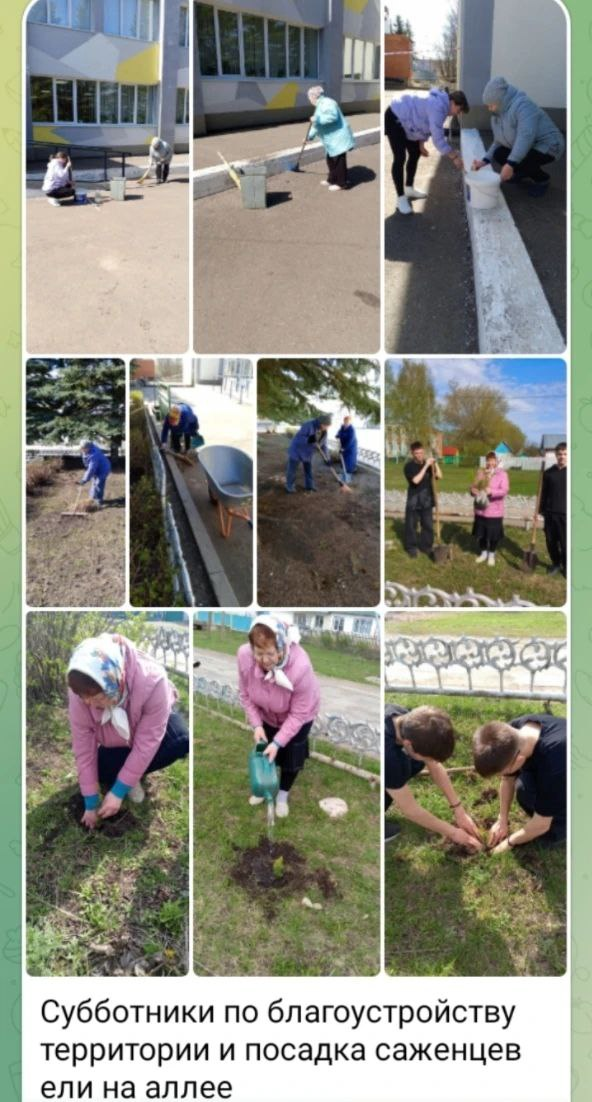 Субботники по благоустройству
территории и посадка саженцев
ели на аллее